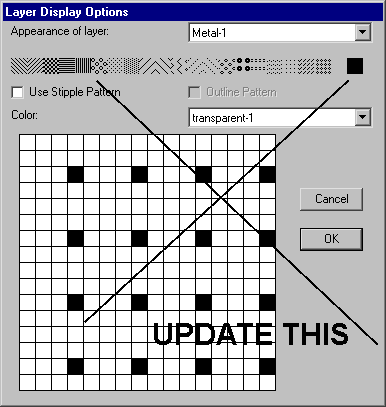 Layer Display Options
Appearance of layer: Metal-1
Use Stipple Pattern Outline Pattern
Color: transparent-1
Cancel
OK
UPDATE THIS